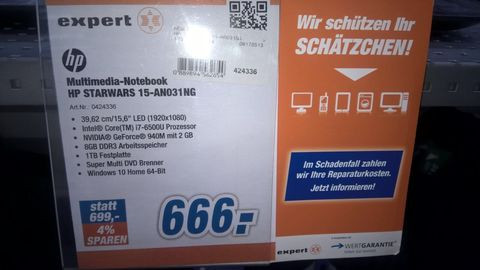 expert
hp
Multimedia-Notebook
HP STARWARS 15-AN031NG
Art.Nr.: 0424336
• 39,62 cm/15,6" LED (1920x1080)
• Intel® Core(TM) i7-6500U Prozessor
• NVIDIA® GeForce® 940M mit 2 GB
• 8GB DDR3 Arbeitsspeicher
• 1TB Festplatte
• Super Multi DVD Brenner
• Windows 10 Home 64-Bit
424336
statt
699,-
4%
SPAREN
666.-
Wir schützen Ihr
SCHÄTZCHEN!
Im Schadenfall zahlen
wir Ihre Reparaturkosten.
Jetzt informieren!
expert
WERTGARANTIE